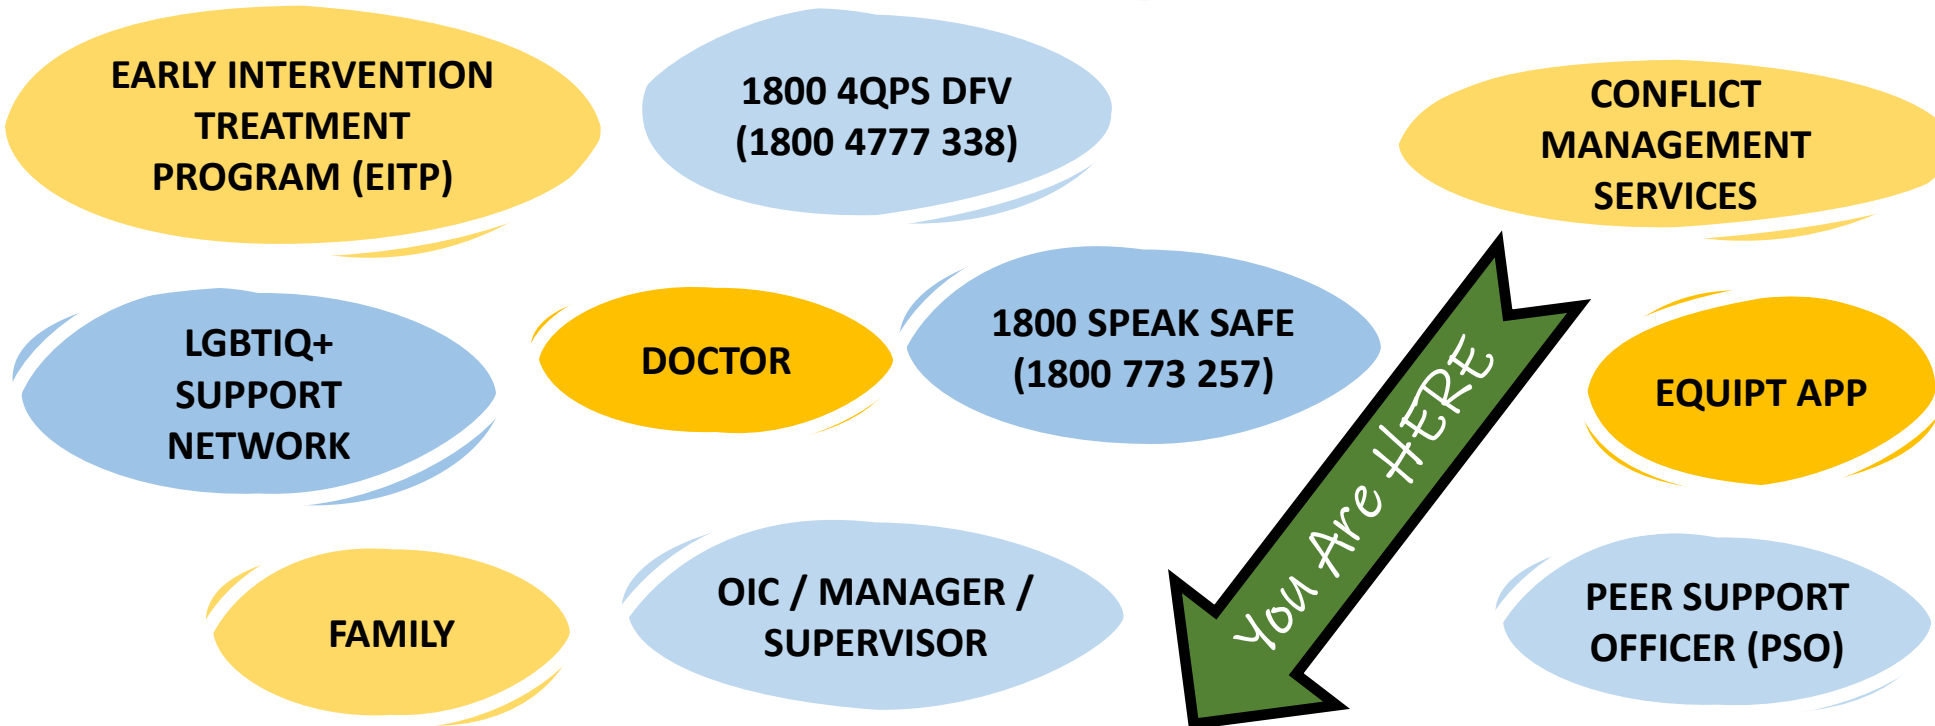 EARLY INTERVENTION
TREATMENT
PROGRAM (EITP)
1800 4QPS DFV
(1800 4777 338)
CONFLICT
MANAGEMENT
SERVICES
LGBTIQ+
SUPPORT
NETWORK
DOCTOR
1800 SPEAK SAFE
(1800 773 257)
You Are HERE
EQUIPT APP
FAMILY
OIC / MANAGER /
SUPERVISOR
PEER SUPPORT
OFFICER (PSO)